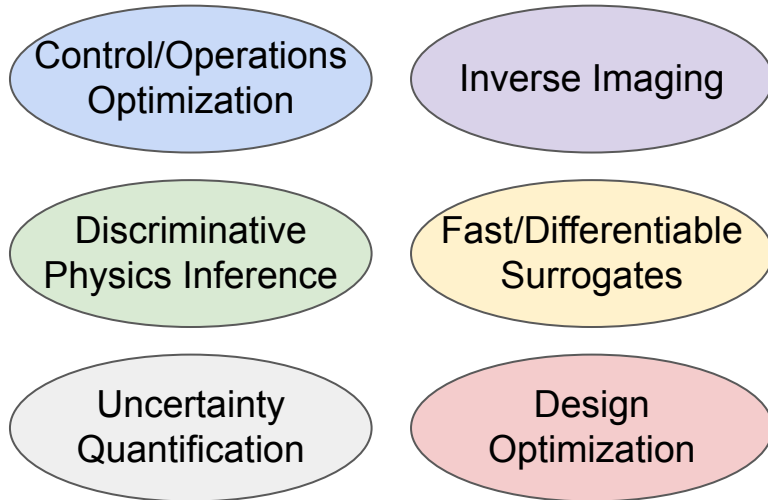 Control/Operations
Optimization
Inverse Imaging
Discriminative
Physics Inference
Fast/Differentiable
Surrogates
Uncertainty
Quantification
Design
Optimization